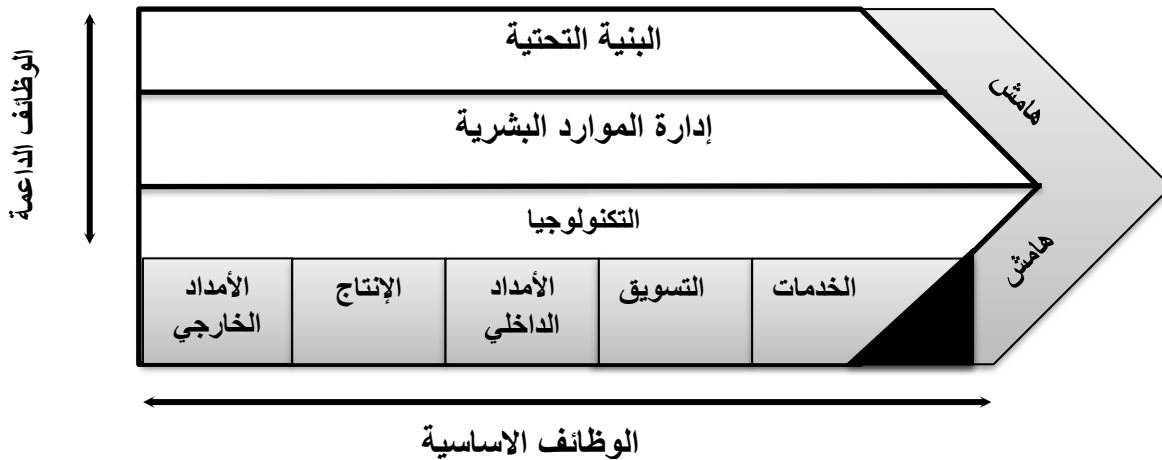 البنية التحتية
هامش
الوظائف الداعمة
إدارة الموارد البشرية
التكنولوجيا
هامش
الخدمات
التسويق
الأمداد
الداخلي
الإنتاج
الأمداد
الخارجي
الوظائف الاساسية